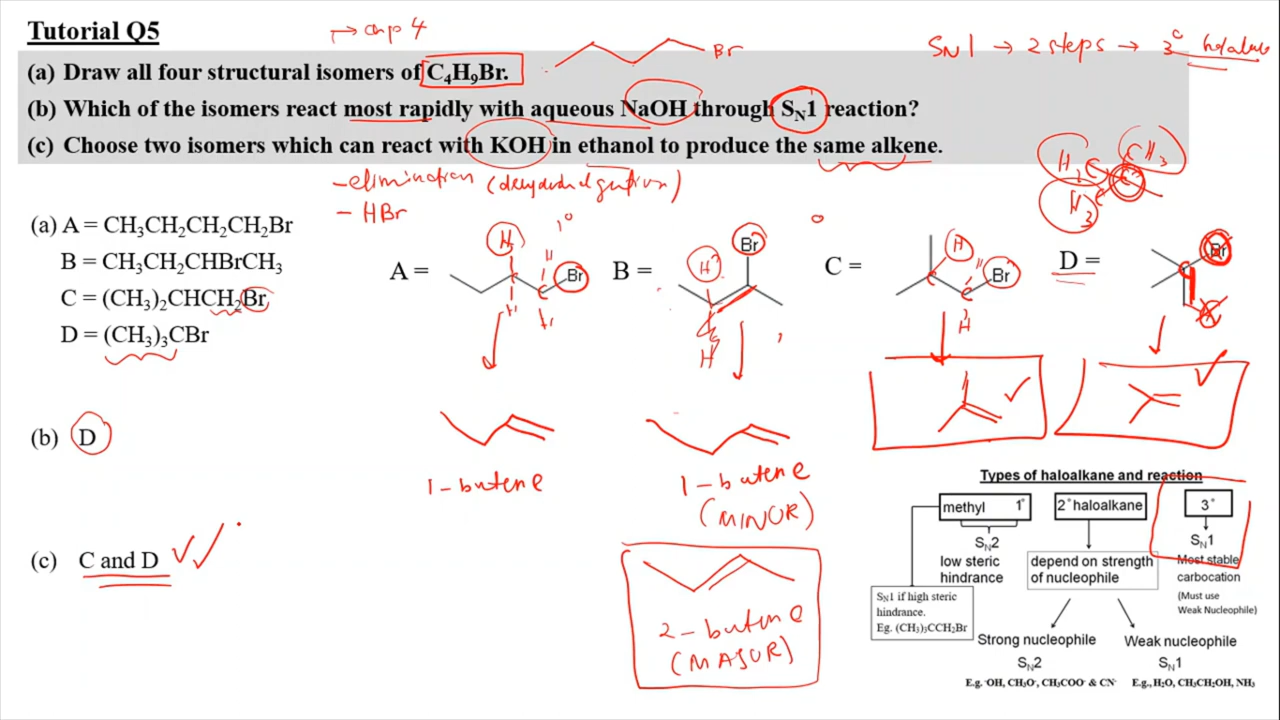 Tutorial Q5
→ chp 4
Br
SN1 → 2 steps → 3°
(a) Draw all four structural isomers of C₄H₉Br.
(b) Which of the isomers react most rapidly with aqueous NaOH through SN1 reaction?
(c) Choose two isomers which can react with KOH in ethanol to produce the same alkene.
- elimination
- HBr
H₃C CH₃
(a) A = CH₃CH₂CH₂CH₂Br
B = CH₃CH₂CHBrCH₃
C = (CH₃)₂CHCH₂Br
D = (CH₃)₃CBr
A =
H
1°
Br
H
H
B =
Br
H
H
C =
H
Br
H
D =
Br
H
(b) D
1-butene
1-butene
(MINOR)
(c) C and D
2-butene
(MAJOR)
Types of haloalkane and reaction
methyl 1°
2° haloalkane
3°
SN2
low steric
hindrance
depend on strength
of nucleophile
SN1
Most stable
carbocation
(Must use
Weak Nucleophile)
SN1 if high steric
hindrance.
Eg. (CH₃)₃CCH₂Br
Strong nucleophile
SN2
E.g. ⁻OH, CH₃O⁻, CH₃COO⁻ & CN⁻
Weak nucleophile
SN1
E.g., H₂O, CH₃CH₂OH, NH₃